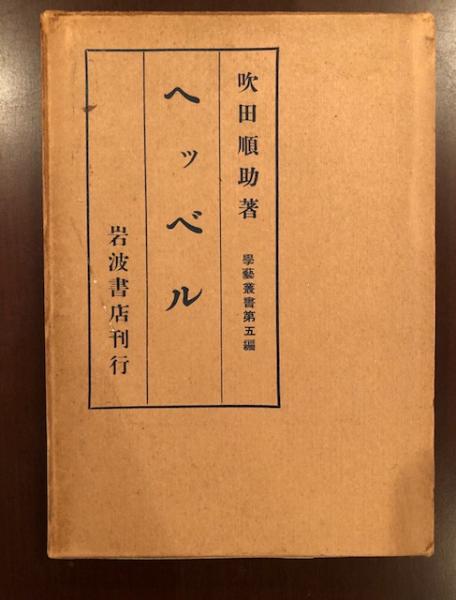 吹田順助著
學藝叢書第五編
ヘッベル
岩波書店刊行